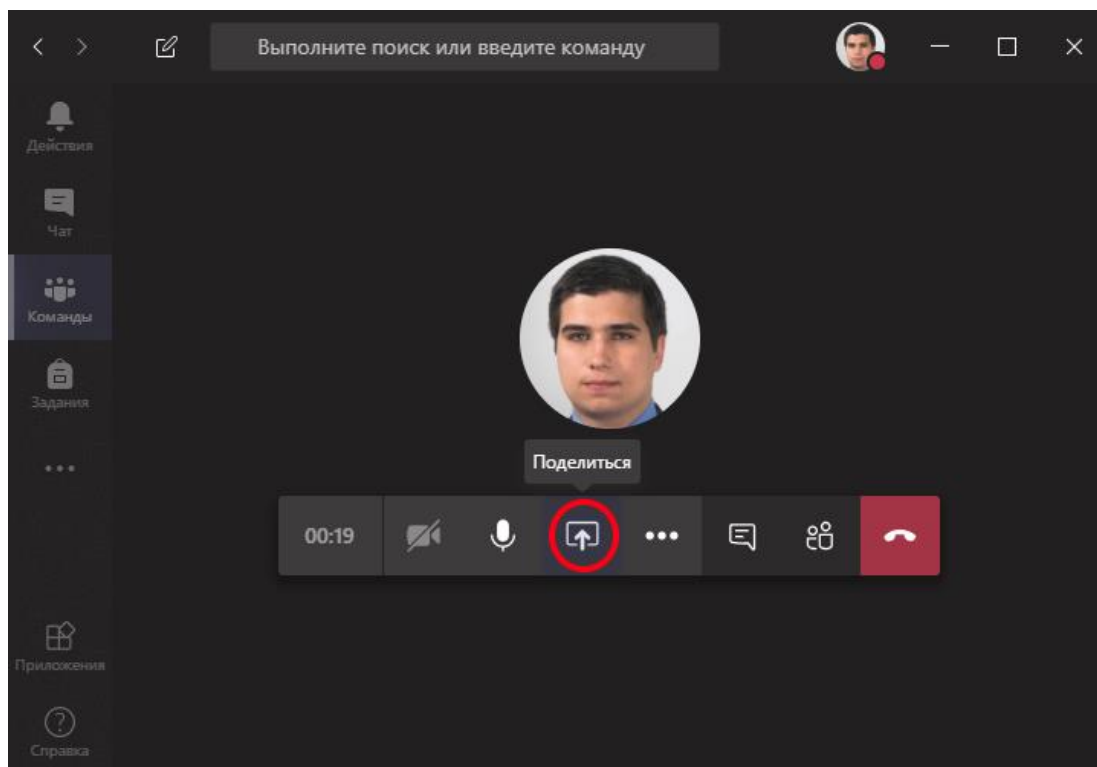 Выполните поиск или введите команду
Действия
Чат
Команды
Задания
Поделиться
00:19
Приложения
Справка